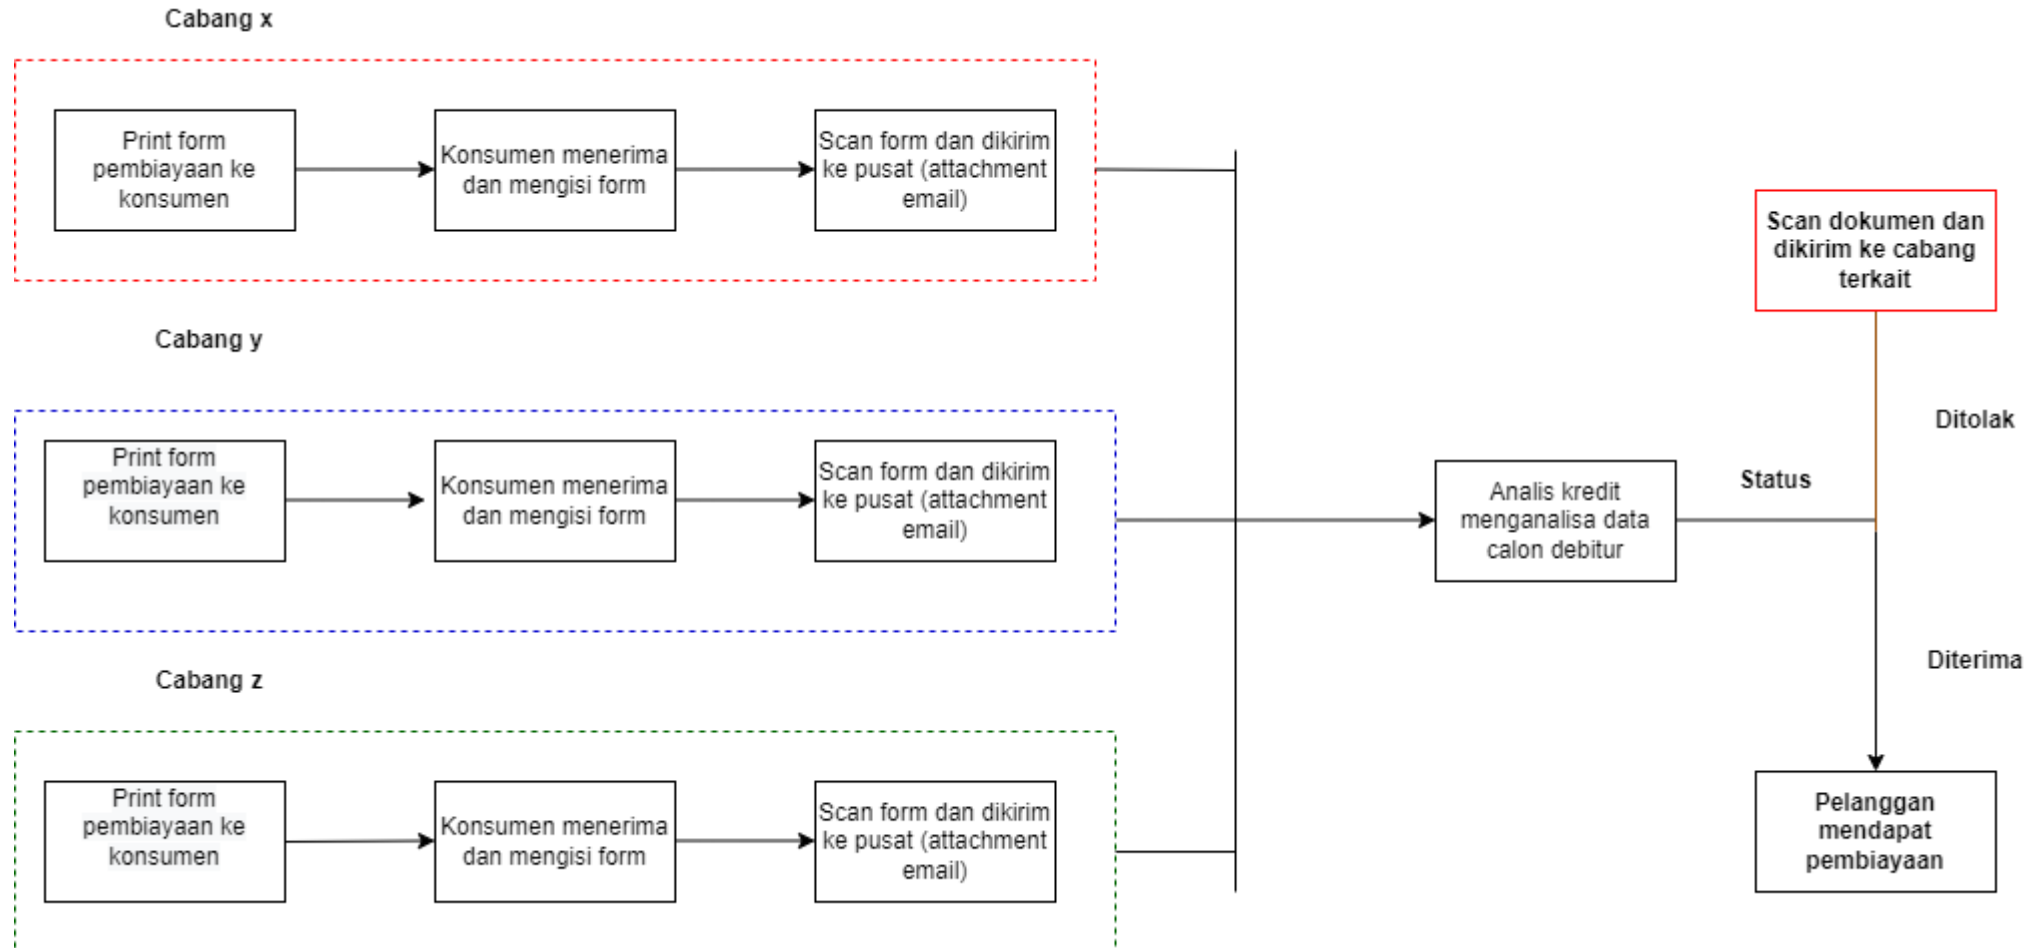 Cabang x
Print form
pembiayaan ke
konsumen
Konsumen menerima
dan mengisi form
Scan form dan dikirim
ke pusat (attachment
email)
Cabang y
Print form
pembiayaan ke
konsumen
Konsumen menerima
dan mengisi form
Scan form dan dikirim
ke pusat (attachment
email)
Cabang z
Print form
pembiayaan ke
konsumen
Konsumen menerima
dan mengisi form
Scan form dan dikirim
ke pusat (attachment
email)
Analis kredit
menganalisa data
calon debitur
Status
Scan dokumen dan
dikirim ke cabang
terkait
Ditolak
Diterima
Pelanggan
mendapat
pembiayaan